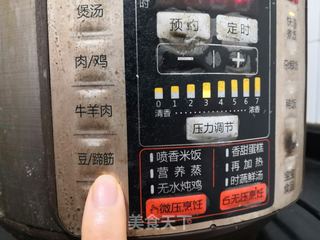 煲汤
肉/鸡
牛羊肉
豆/蹄筋
预约
定时
0 1 2 3 4 5 6 7
清香 浓香
压力调节
喷香米饭
营养蒸
无水炖鸡
香甜蛋糕
再加热
时蔬鲜汤
微压烹饪
无压烹饪
美食天下